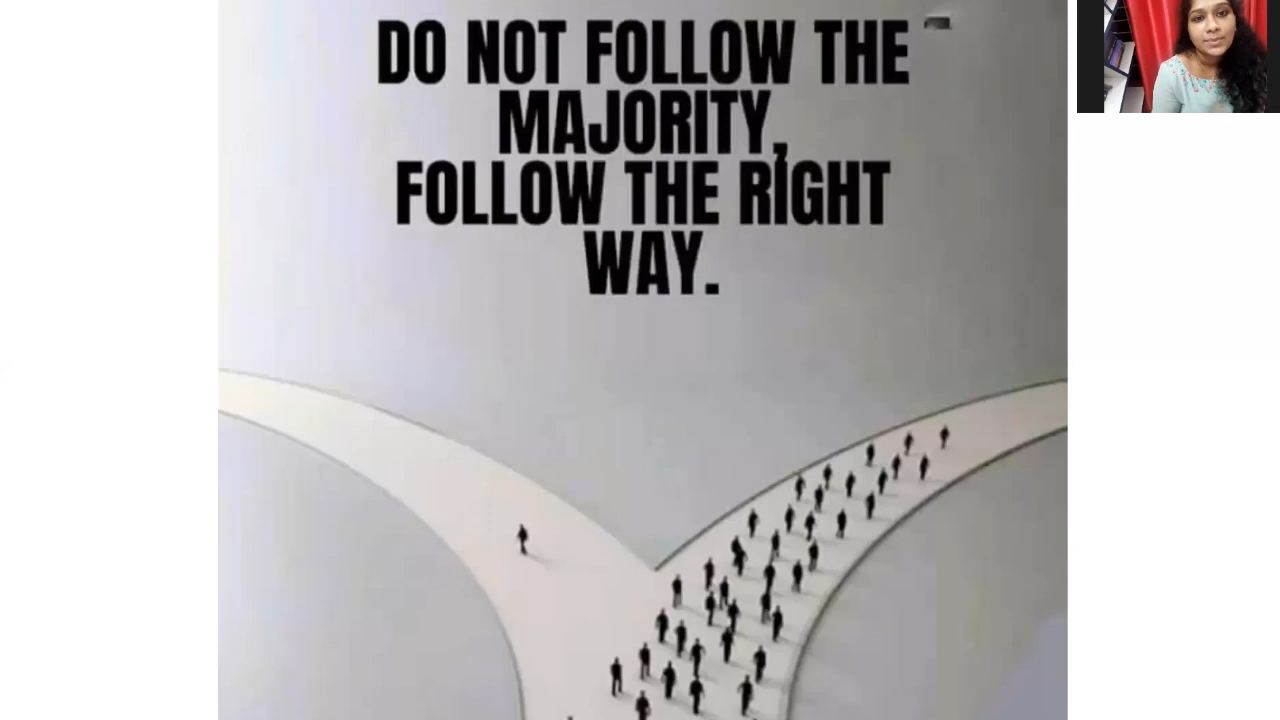 DO NOT FOLLOW THE
MAJORITY,
FOLLOW THE RIGHT
WAY.